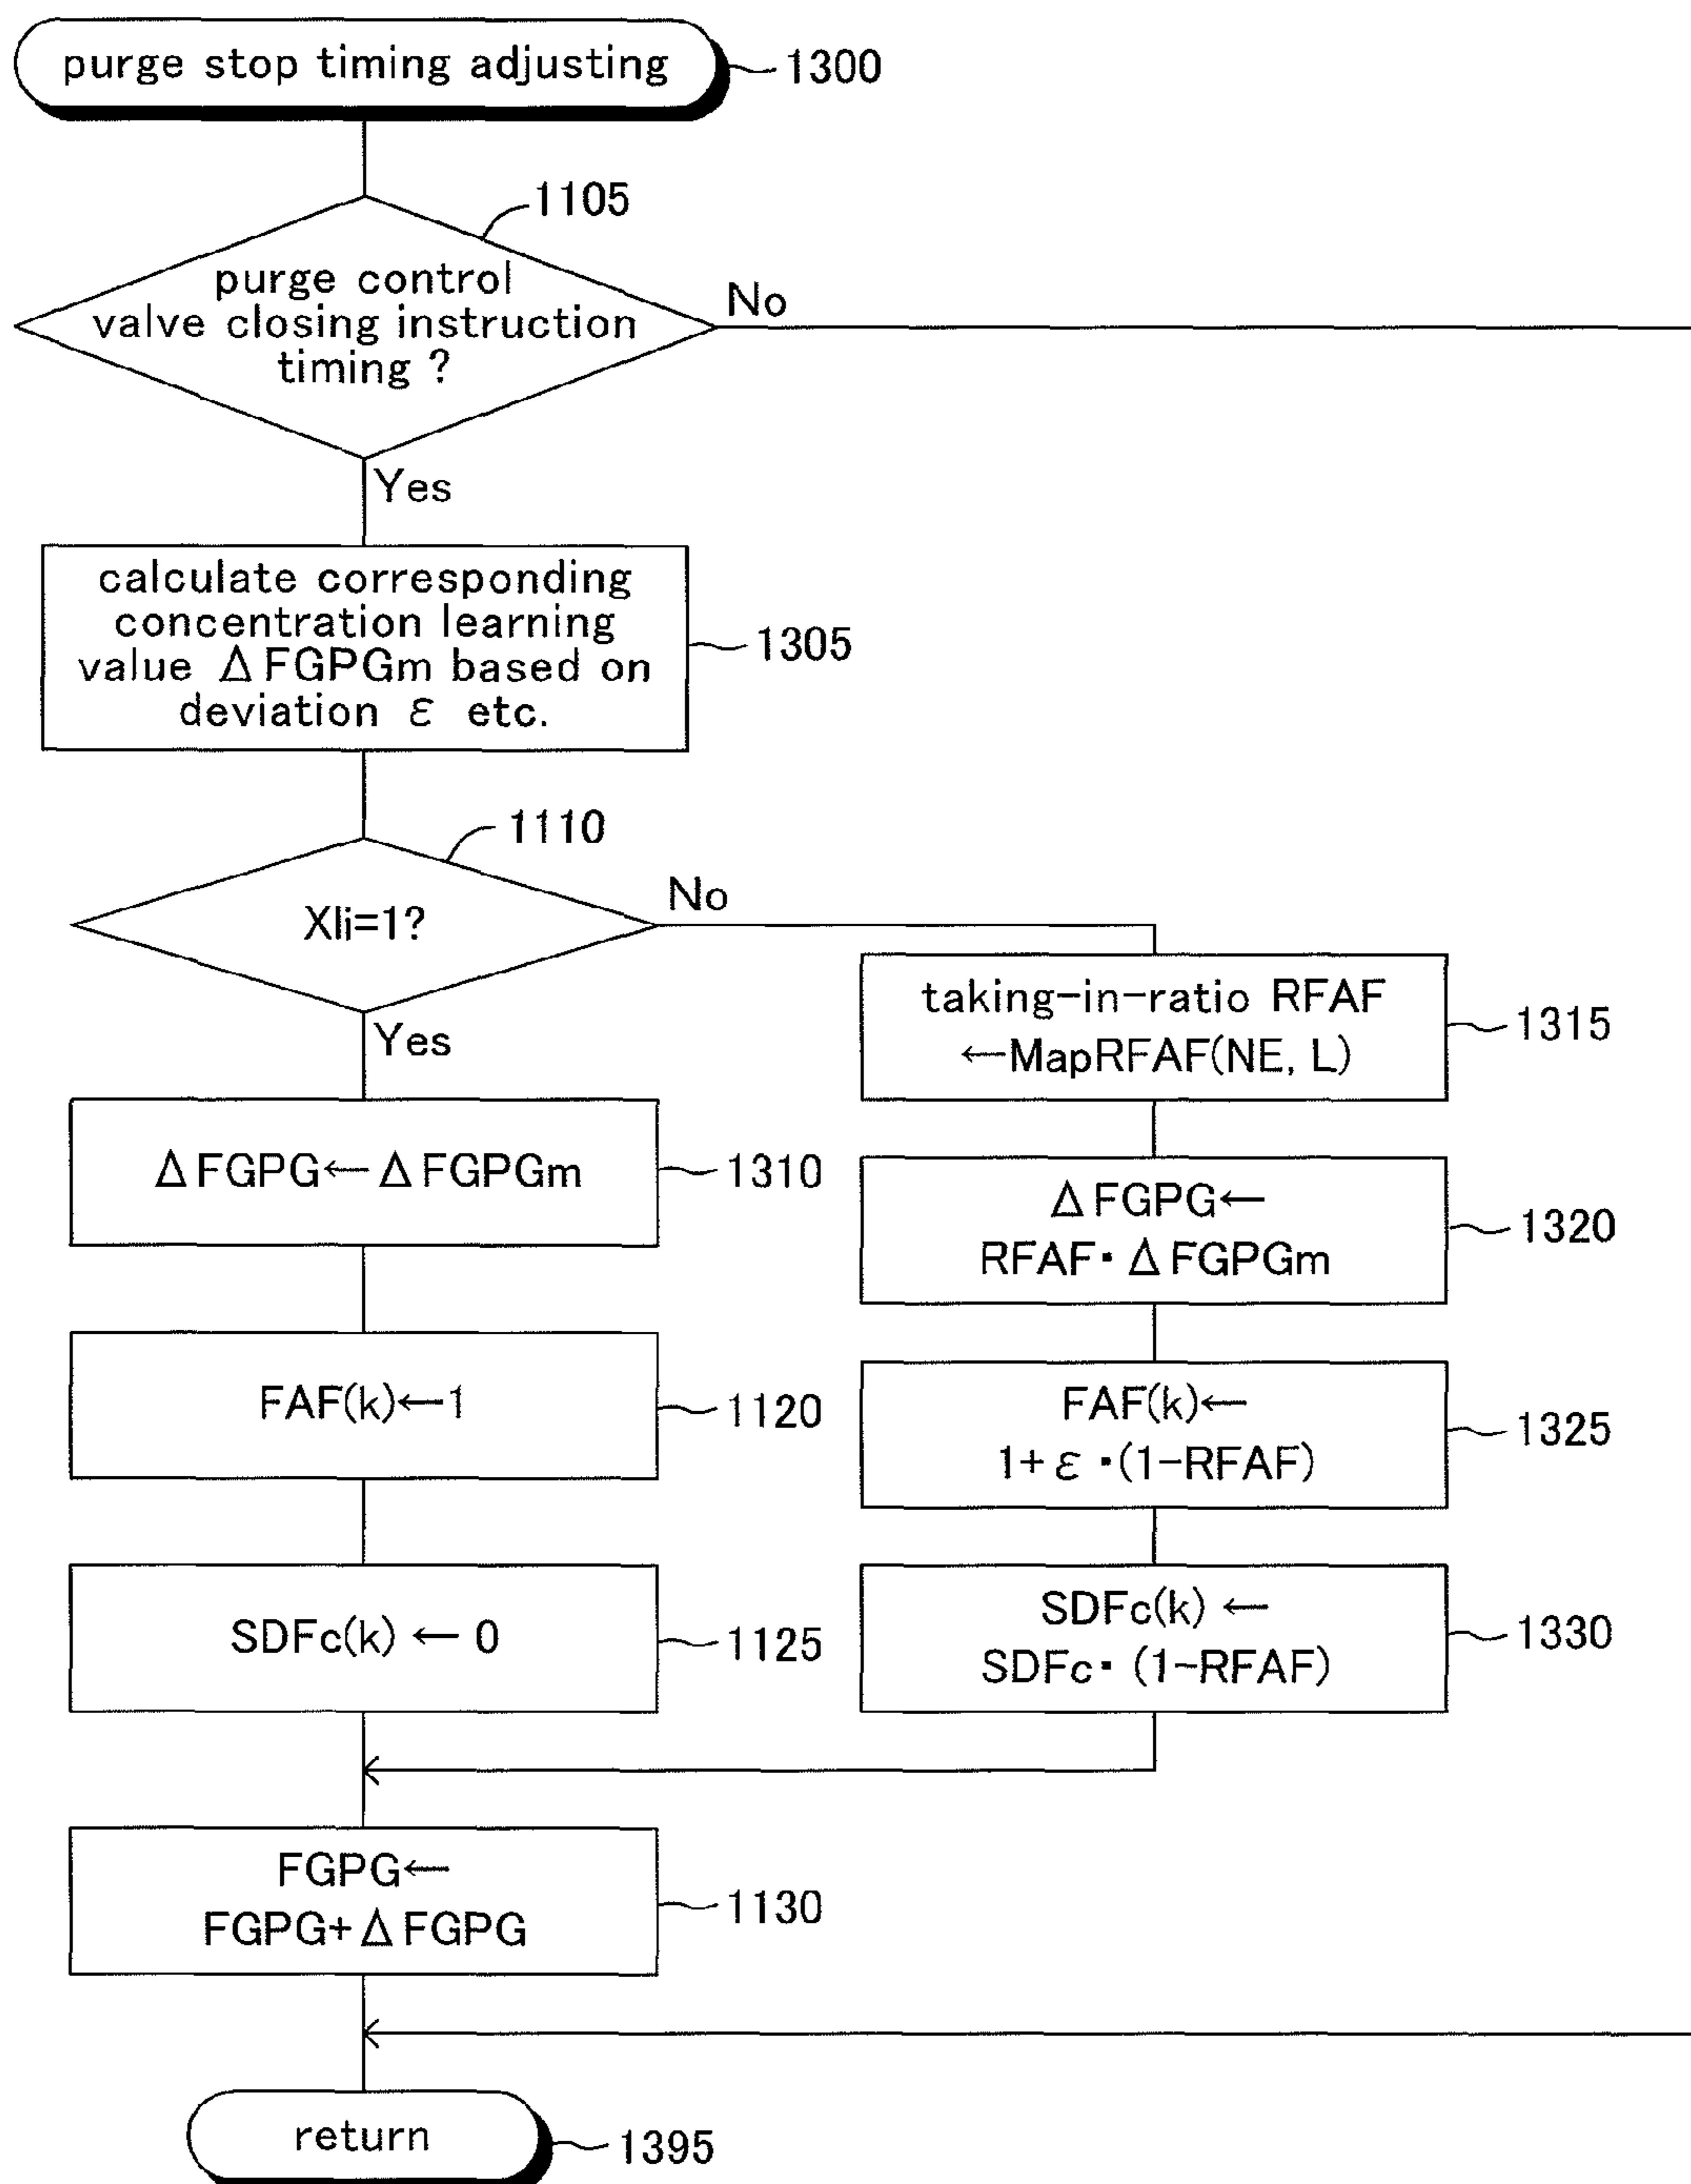 purge stop timing adjusting
1300
1105
purge control
valve closing instruction
timing ?
No
Yes
calculate corresponding
concentration learning
value ΔFGPGm based on
deviation ε etc.
1305
1110
XIi=1?
No
Yes
taking-in-ratio RFAF
←MapRFAF(NE, L)
1315
ΔFGPG←ΔFGPGm
1310
ΔFGPG←
RFAF・ΔFGPGm
1320
FAF(k)←1
1120
FAF(k)←
1+ε・(1-RFAF)
1325
SDFc(k) ← 0
1125
SDFc(k) ←
SDFc・(1-RFAF)
1330
FGPG←
FGPG+ΔFGPG
1130
return
1395